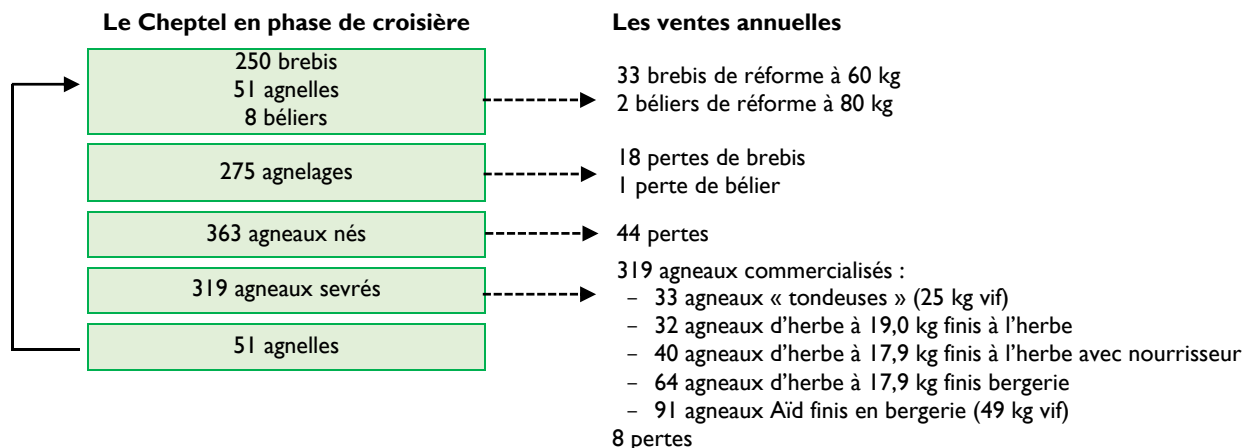 Le Cheptel en phase de croisière
250 brebis
51 agnelles
8 béliers
275 agnelages
363 agneaux nés
319 agneaux sevrés
51 agnelles
Les ventes annuelles
33 brebis de réforme à 60 kg
2 béliers de réforme à 80 kg
18 pertes de brebis
1 perte de bélier
44 pertes
319 agneaux commercialisés :
– 33 agneaux « tondeuses » (25 kg vif)
– 32 agneaux d’herbe à 19,0 kg finis à l’herbe
– 40 agneaux d’herbe à 17,9 kg finis à l’herbe avec nourrisseur
– 64 agneaux d’herbe à 17,9 kg finis bergerie
– 91 agneaux Aïd finis en bergerie (49 kg vif)
8 pertes